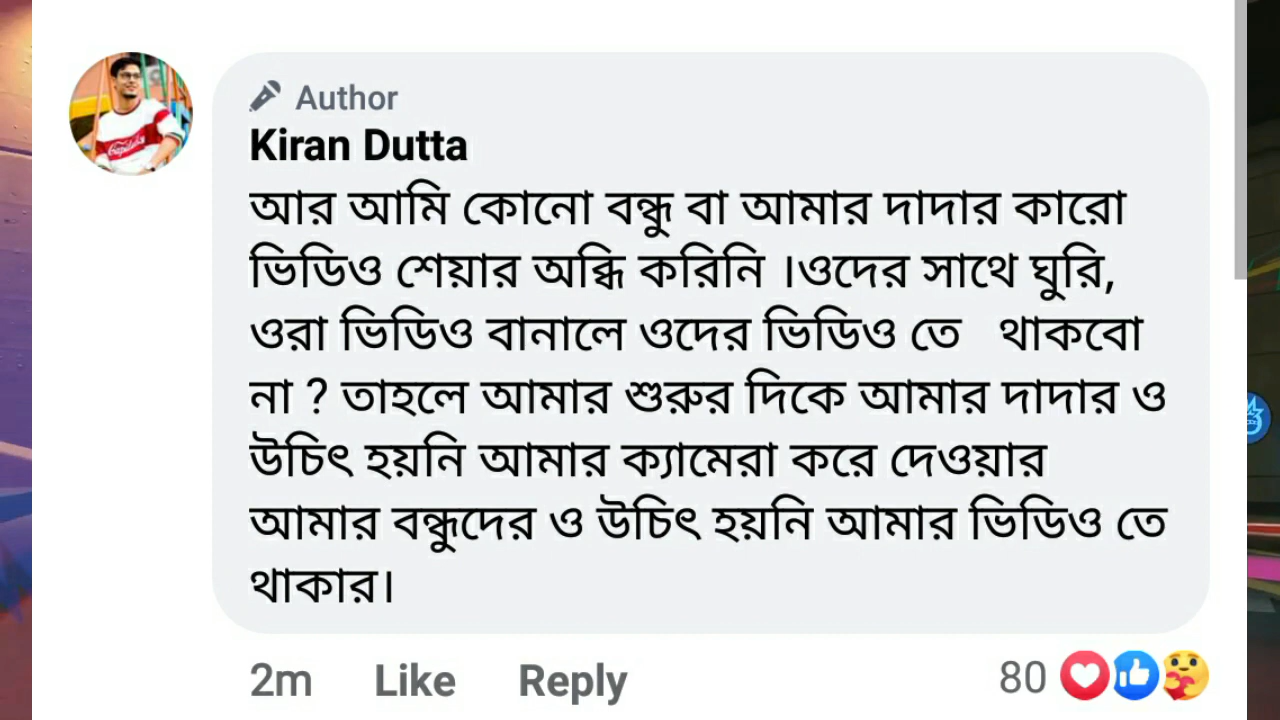 Author
Kiran Dutta
আর আমি কোনো বন্ধু বা আমার দাদার কারো
ভিডিও শেয়ার অব্ধি করিনি ।ওদের সাথে ঘুরি,
ওরা ভিডিও বানালে ওদের ভিডিও তে থাকবো
না ? তাহলে আমার শুরুর দিকে আমার দাদার ও
উচিৎ হয়নি আমার ক্যামেরা করে দেওয়ার
আমার বন্ধুদের ও উচিৎ হয়নি আমার ভিডিও তে
থাকার।
2m Like Reply 80